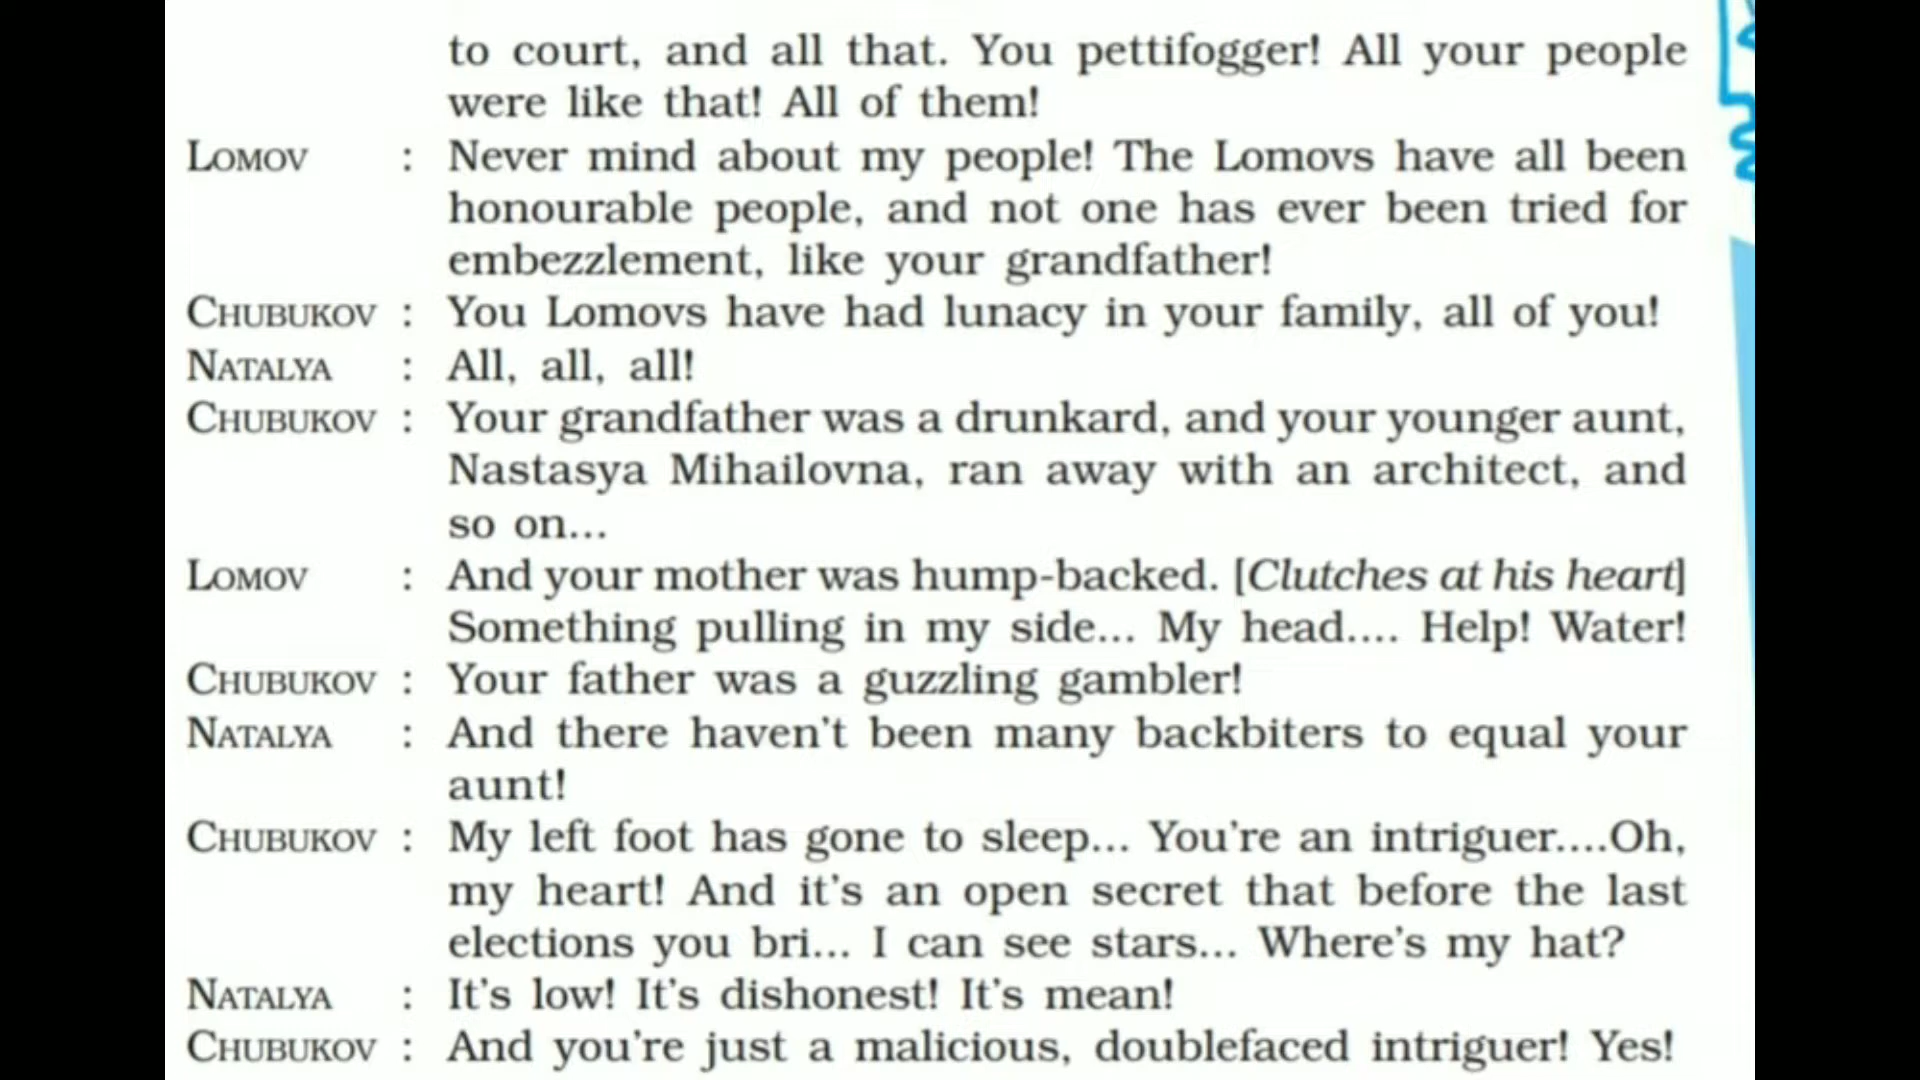 to court, and all that. You pettifogger! All your people
were like that! All of them!
LOMOV : Never mind about my people! The Lomovs have all been
honourable people, and not one has ever been tried for
embezzlement, like your grandfather!
CHUBUKOV : You Lomovs have had lunacy in your family, all of you!
NATALYA : All, all, all!
CHUBUKOV : Your grandfather was a drunkard, and your younger aunt,
Nastasya Mihailovna, ran away with an architect, and
so on...
LOMOV : And your mother was hump-backed. [Clutches at his heart]
Something pulling in my side... My head.... Help! Water!
CHUBUKOV : Your father was a guzzling gambler!
NATALYA : And there haven't been many backbiters to equal your
aunt!
CHUBUKOV : My left foot has gone to sleep... You're an intriguer....Oh,
my heart! And it's an open secret that before the last
elections you bri... I can see stars... Where's my hat?
NATALYA : It's low! It's dishonest! It's mean!
CHUBUKOV : And you're just a malicious, doublefaced intriguer! Yes!